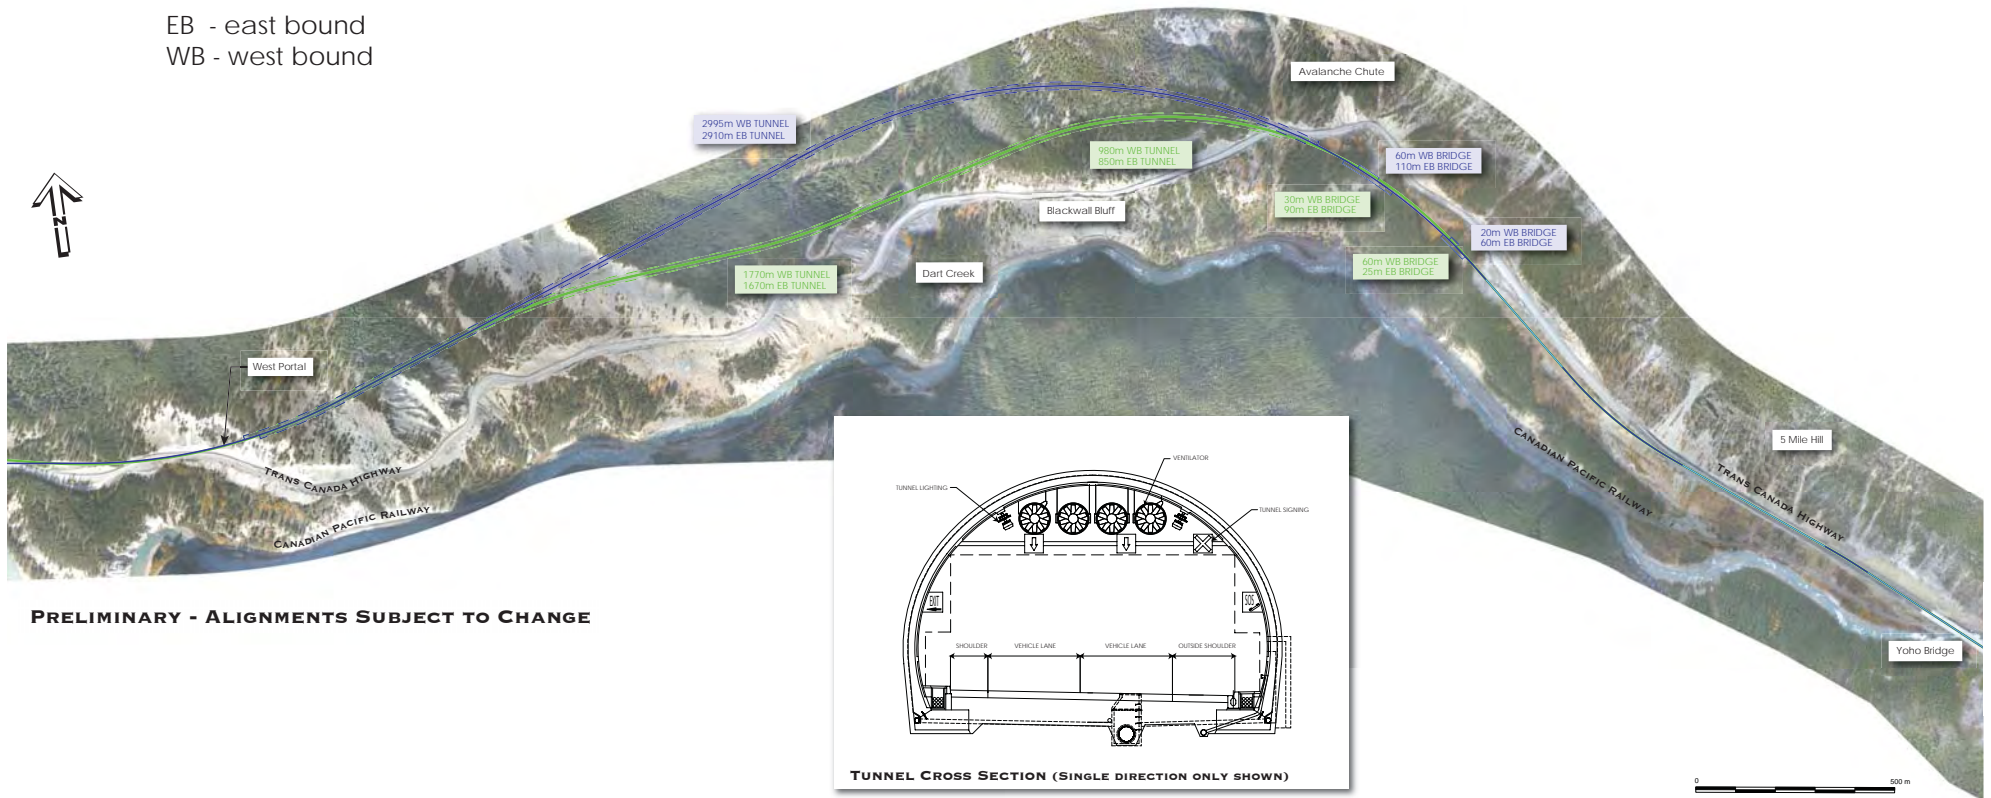 EB - east bound
WB - west bound
Avalanche Chute
2995m WB TUNNEL
2910m EB TUNNEL
980m WB TUNNEL
850m EB TUNNEL
60m WB BRIDGE
110m EB BRIDGE
N
30m WB BRIDGE
90m EB BRIDGE
Blackwall Bluff
20m WB BRIDGE
60m EB BRIDGE
1770m WB TUNNEL
1670m EB TUNNEL
Dart Creek
60m WB BRIDGE
25m EB BRIDGE
West Portal
5 Mile Hill
TRANS CANADA HIGHWAY
CANADIAN PACIFIC RAILWAY
CANADIAN PACIFIC RAILWAY
TRANS CANADA HIGHWAY
VENTILATOR
TUNNEL LIGHTING
TUNNEL SIGNING
EXIT
SOS
SHOULDER
VEHICLE LANE
VEHICLE LANE
OUTSIDE SHOULDER
PRELIMINARY - ALIGNMENTS SUBJECT TO CHANGE
Yoho Bridge
TUNNEL CROSS SECTION (SINGLE DIRECTION ONLY SHOWN)
0
500 m